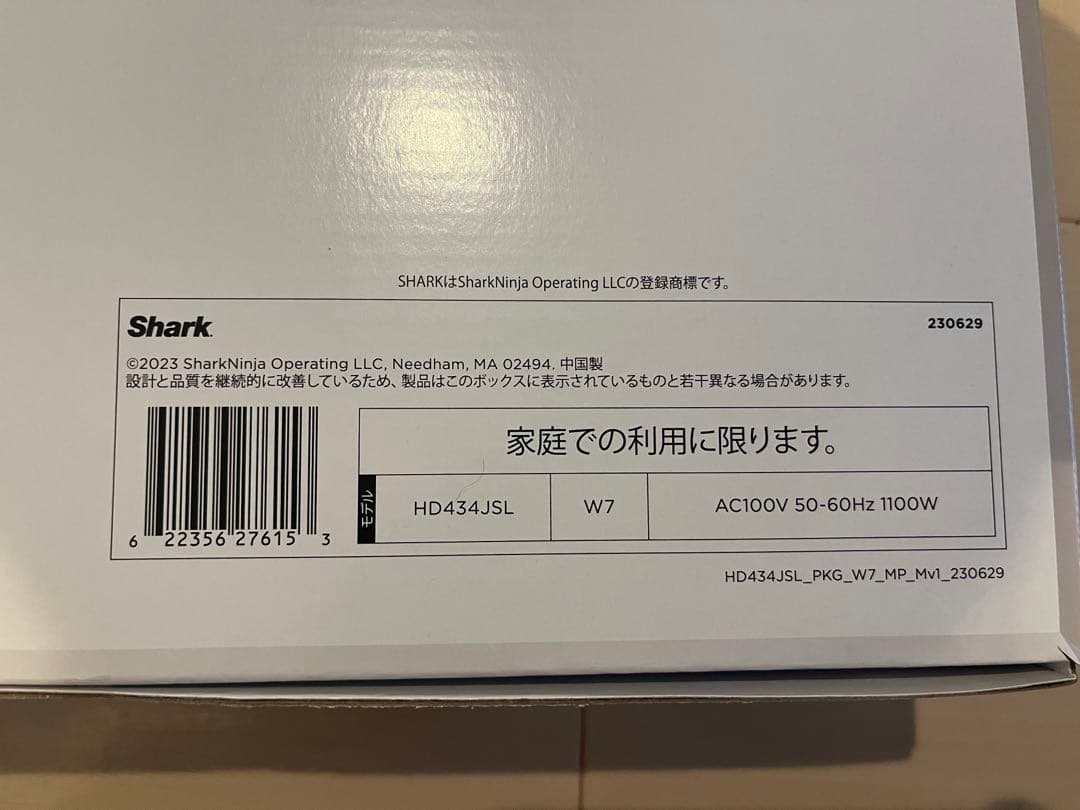 SHARKはSharkNinja Operating LLCの登録商標です。
Shark. 230629
©2023 SharkNinja Operating LLC, Needham, MA 02494. 中国製
設計と品質を継続的に改善しているため、製品はこのボックスに表示されているものと若干異なる場合があります。
家庭での利用に限ります。
モデル HD434JSL W7 AC100V 50-60Hz 1100W
6 22356 27615 3
HD434JSL_PKG_W7_MP_Mv1_230629